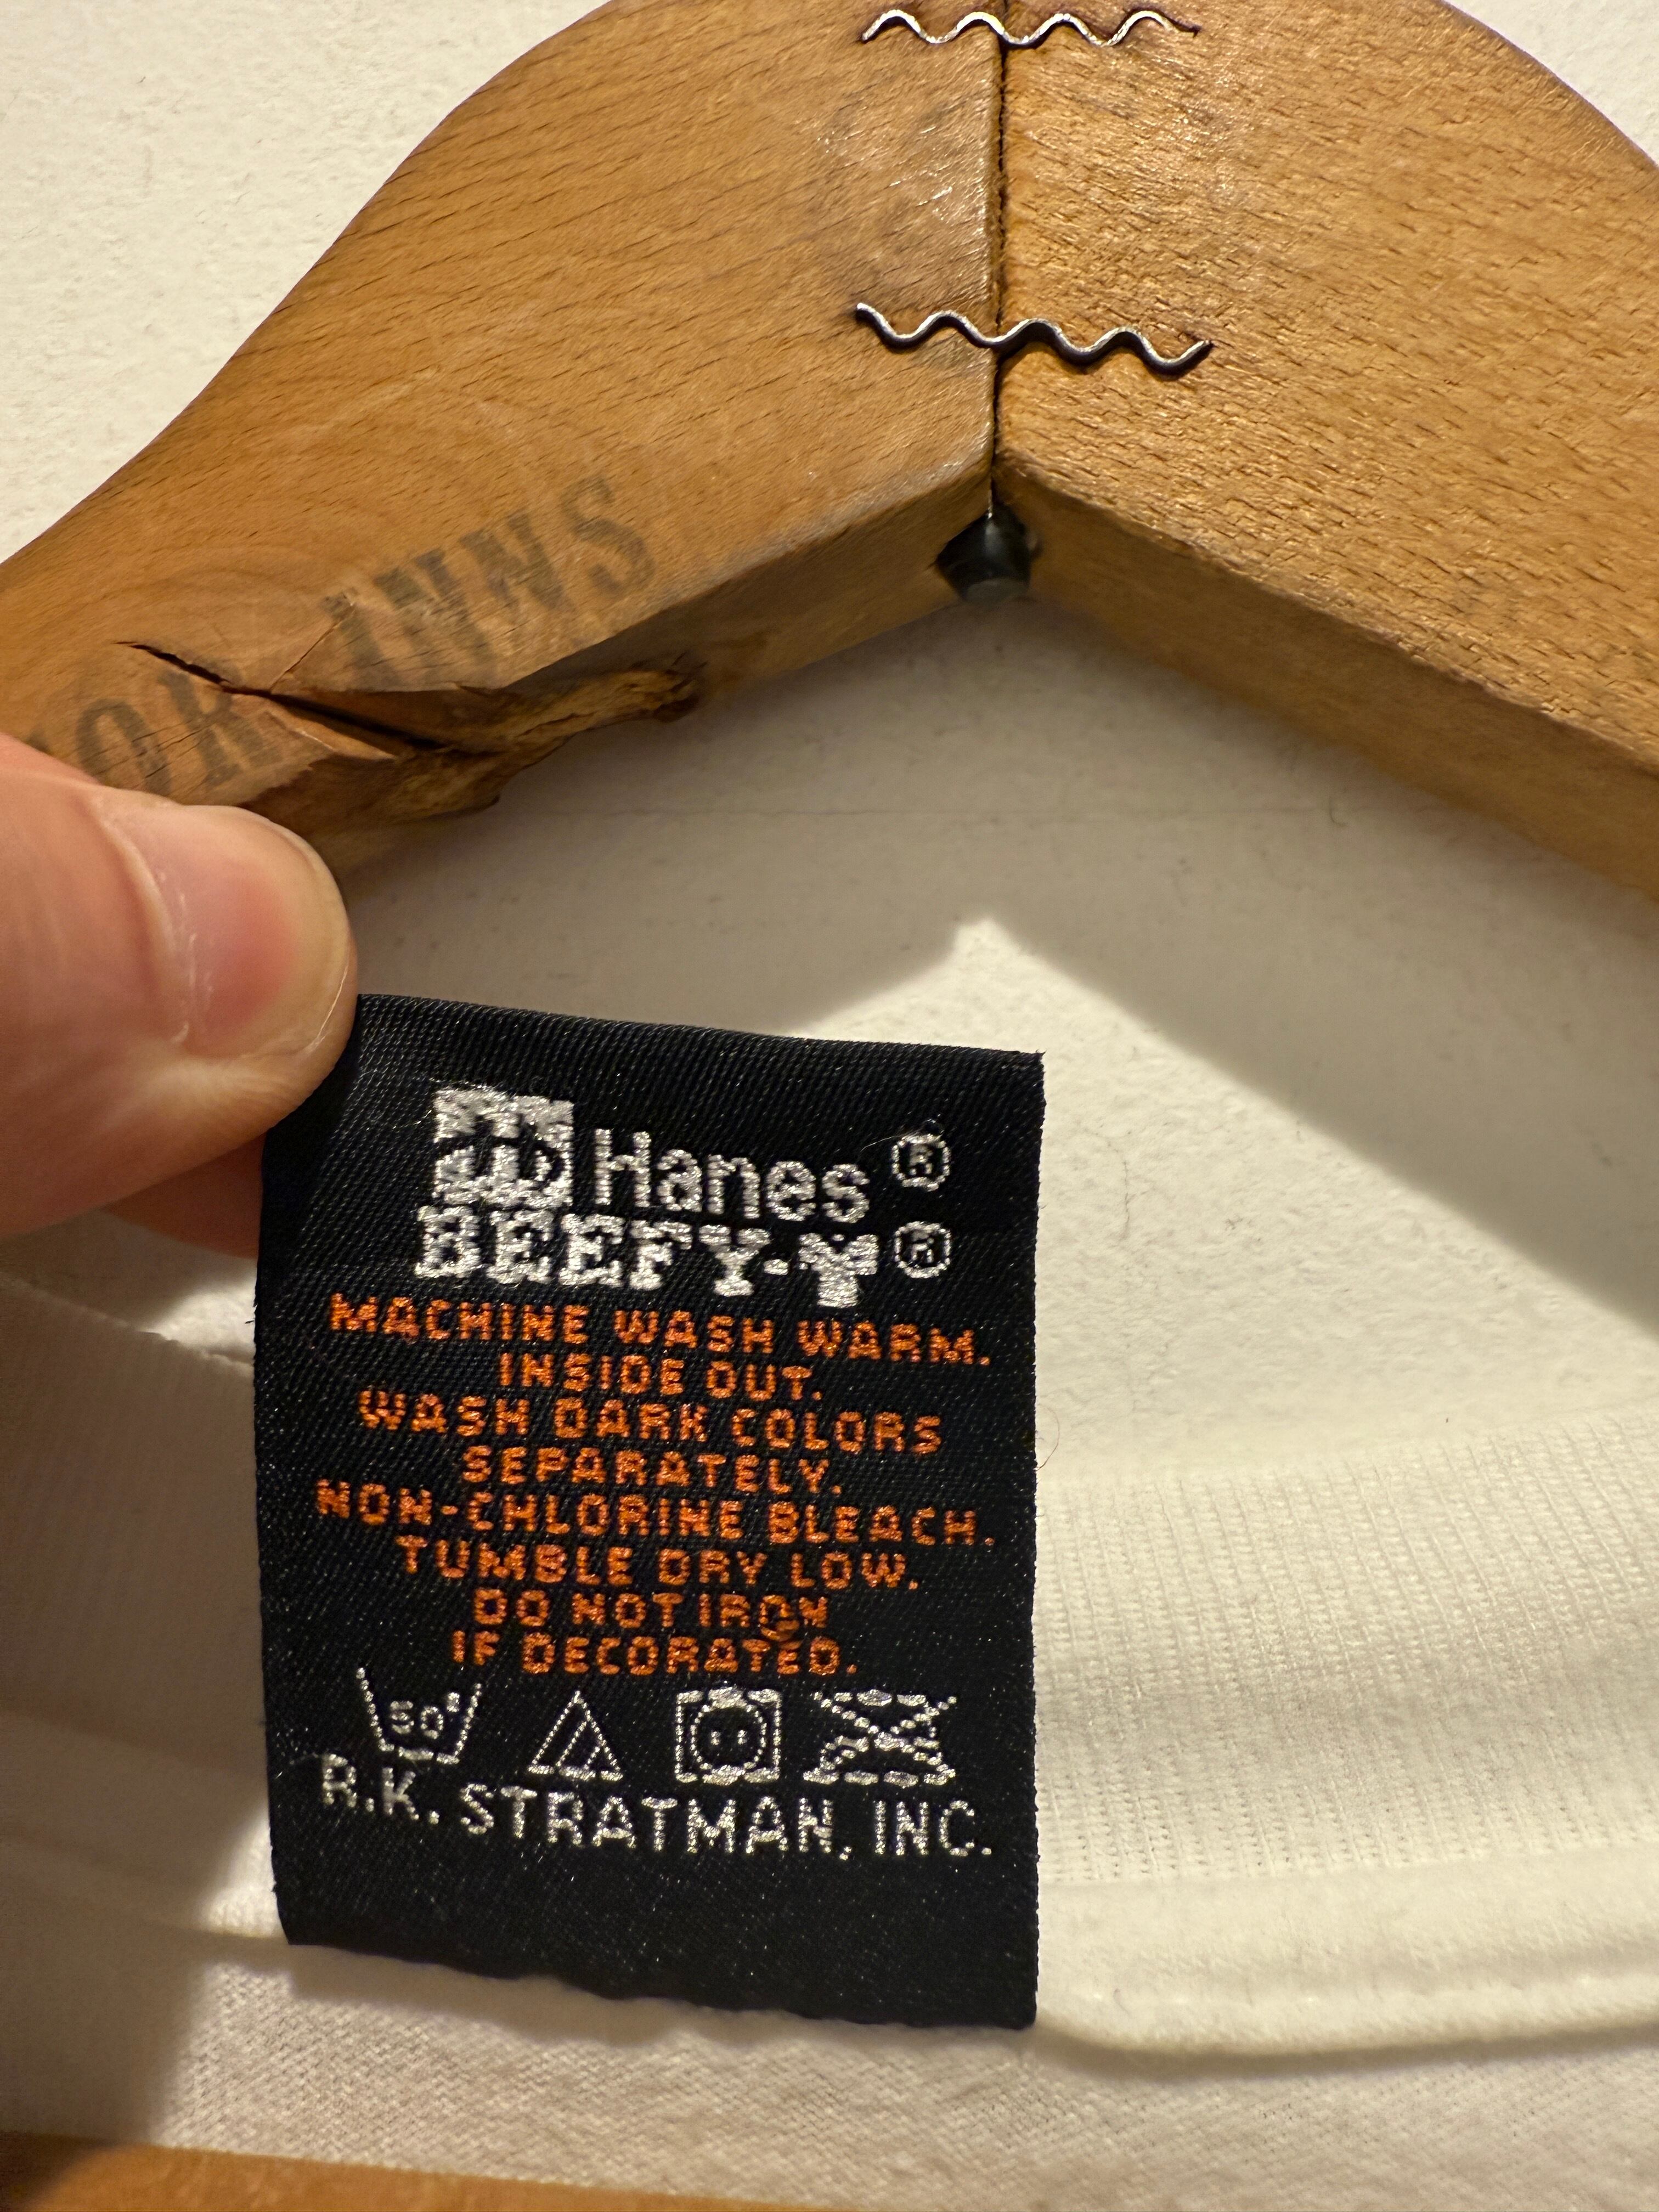 INNS
Hanes ®
BEEFY-T ®
MACHINE WASH WARM.
INSIDE OUT.
WASH DARK COLORS
SEPARATELY.
NON-CHLORINE BLEACH.
TUMBLE DRY LOW.
DO NOT IRON
IF DECORATED.
50°
R.K. STRATMAN, INC.